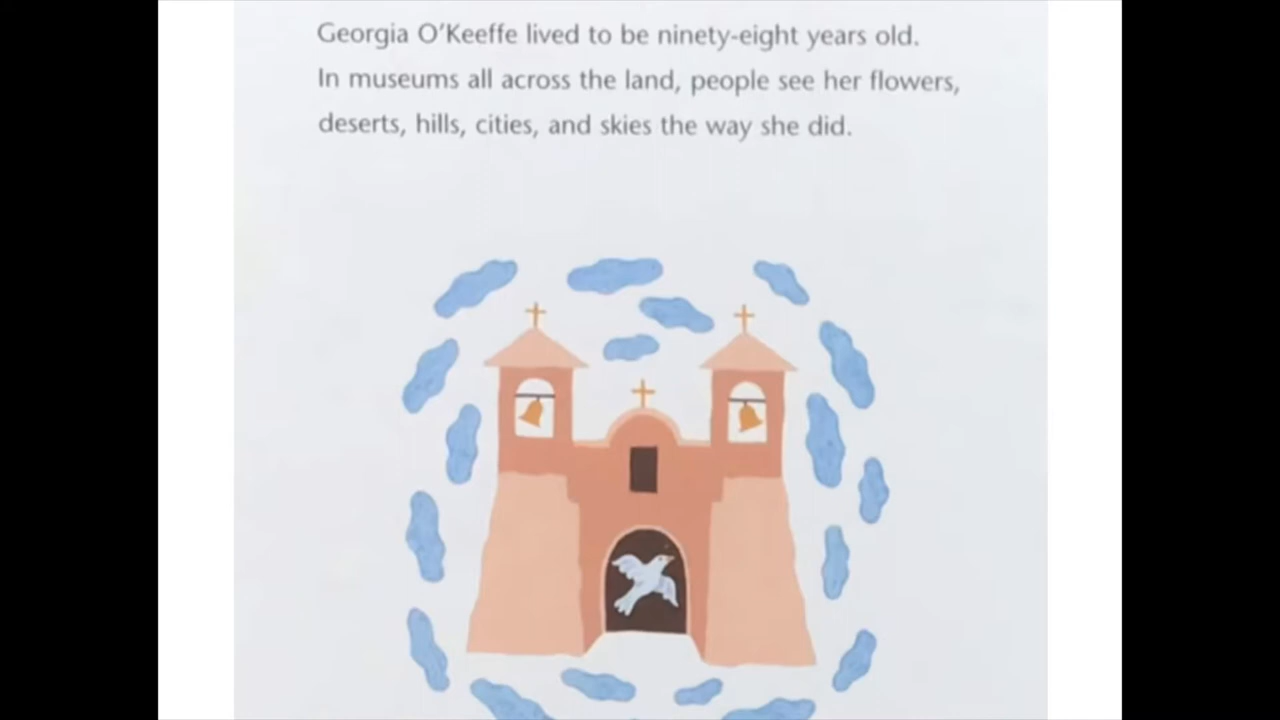 Georgia O'Keeffe lived to be ninety-eight years old.
In museums all across the land, people see her flowers,
deserts, hills, cities, and skies the way she did.